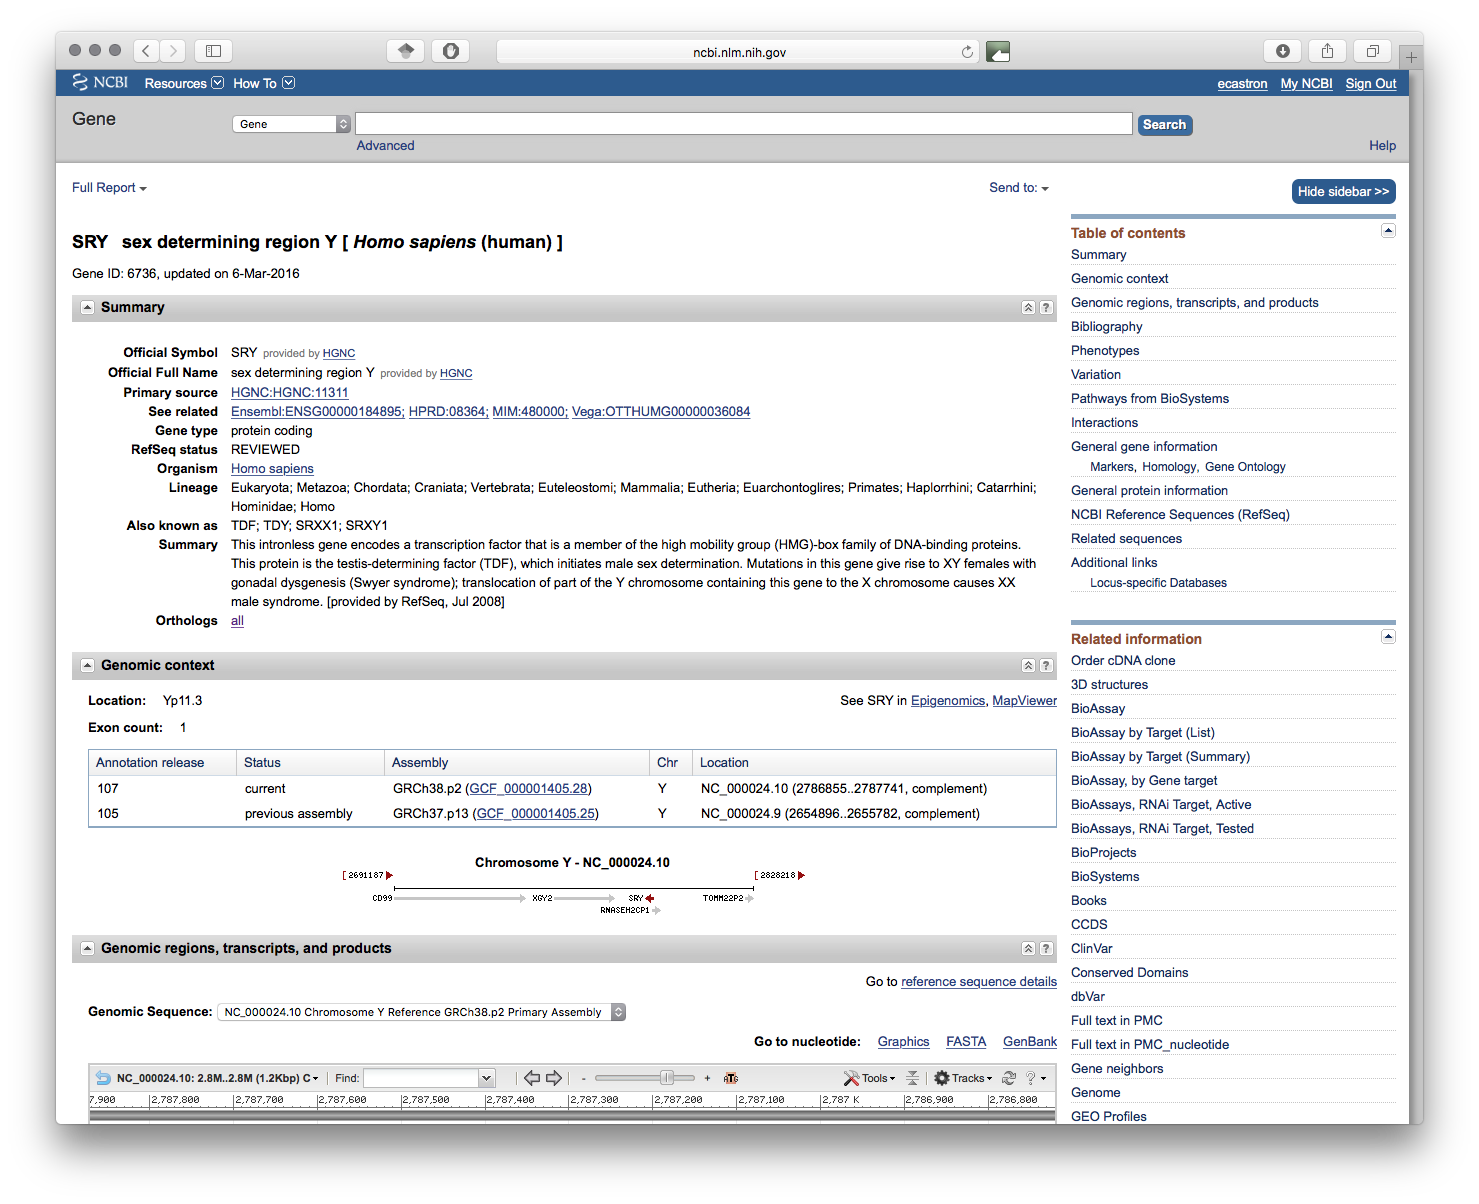 ncbi.nlm.nih.gov
NCBI Resources How To ecastron My NCBI Sign Out
Gene Gene Search
Advanced Help
Full Report Send to: Hide sidebar >>
SRY sex determining region Y [ Homo sapiens (human) ]
Gene ID: 6736, updated on 6-Mar-2016
Summary ?
Official Symbol SRY provided by HGNC
Official Full Name sex determining region Y provided by HGNC
Primary source HGNC:HGNC:11311
See related Ensembl:ENSG00000184895; HPRD:08364; MIM:480000; Vega:OTTHUMG00000036084
Gene type protein coding
RefSeq status REVIEWED
Organism Homo sapiens
Lineage Eukaryota; Metazoa; Chordata; Craniata; Vertebrata; Euteleostomi; Mammalia; Eutheria; Euarchontoglires; Primates; Haplorrhini; Catarrhini;
Hominidae; Homo
Also known as TDF; TDY; SRXX1; SRXY1
Summary This intronless gene encodes a transcription factor that is a member of the high mobility group (HMG)-box family of DNA-binding proteins.
This protein is the testis-determining factor (TDF), which initiates male sex determination. Mutations in this gene give rise to XY females with
gonadal dysgenesis (Swyer syndrome); translocation of part of the Y chromosome containing this gene to the X chromosome causes XX
male syndrome. [provided by RefSeq, Jul 2008]
Orthologs all
Genomic context ?
Location: Yp11.3 See SRY in Epigenomics, MapViewer
Exon count: 1
Annotation release Status Assembly Chr Location
107 current GRCh38.p2 (GCF_000001405.28) Y NC_000024.10 (2786855..2787741, complement)
105 previous assembly GRCh37.p13 (GCF_000001405.25) Y NC_000024.9 (2654896..2655782, complement)
Chromosome Y - NC_000024.10
[ 2691187 [ 2828218
CD99 XGY2 SRY TOMM22P2
RNASEH2CP1
Genomic regions, transcripts, and products ?
Go to reference sequence details
Genomic Sequence: NC_000024.10 Chromosome Y Reference GRCh38.p2 Primary Assembly
Go to nucleotide: Graphics FASTA GenBank
NC_000024.10: 2.8M..2.8M (1.2Kbp) C Find: - + ATG Tools Tracks ?
7,900 2,787,800 2,787,700 2,787,600 2,787,500 2,787,400 2,787,300 2,787,200 2,787,100 2,787 K 2,786,900 2,786,800
Table of contents
Summary
Genomic context
Genomic regions, transcripts, and products
Bibliography
Phenotypes
Variation
Pathways from BioSystems
Interactions
General gene information
Markers, Homology, Gene Ontology
General protein information
NCBI Reference Sequences (RefSeq)
Related sequences
Additional links
Locus-specific Databases
Related information
Order cDNA clone
3D structures
BioAssay
BioAssay by Target (List)
BioAssay by Target (Summary)
BioAssay, by Gene target
BioAssays, RNAi Target, Active
BioAssays, RNAi Target, Tested
BioProjects
BioSystems
Books
CCDS
ClinVar
Conserved Domains
dbVar
Full text in PMC
Full text in PMC_nucleotide
Gene neighbors
Genome
GEO Profiles